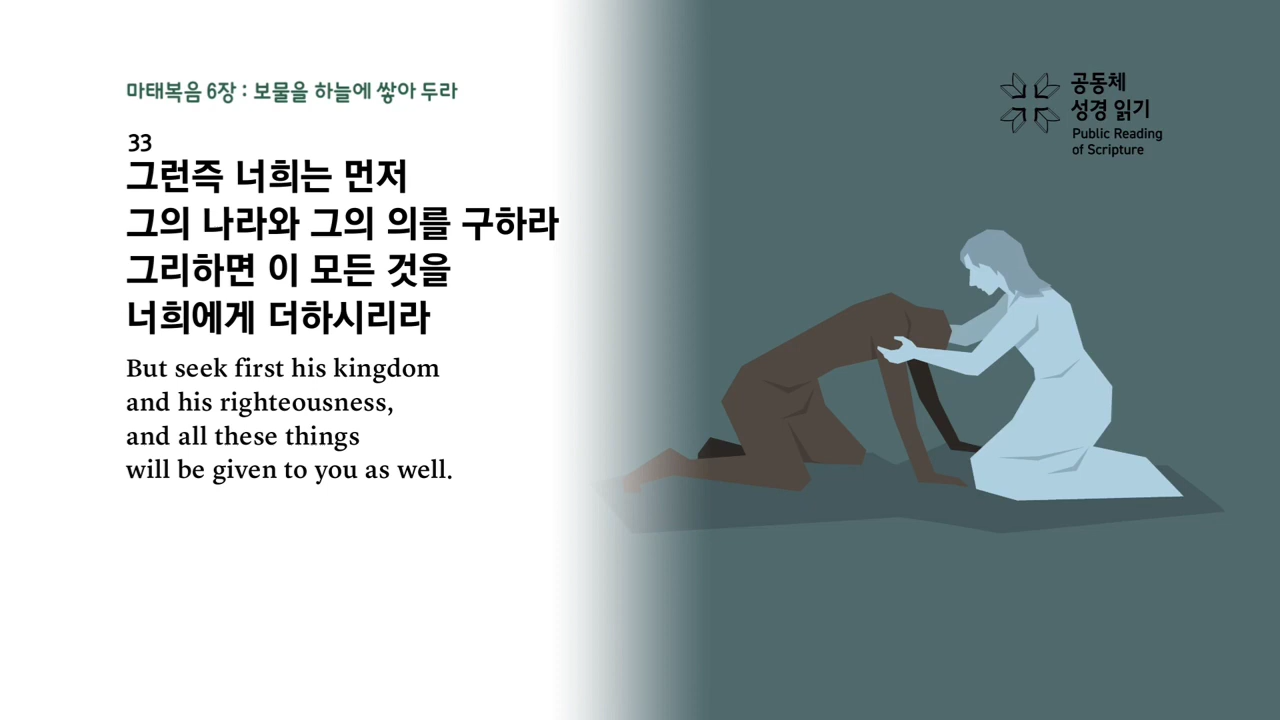 마태복음 6장 : 보물을 하늘에 쌓아 두라
33
그런즉 너희는 먼저
그의 나라와 그의 의를 구하라
그리하면 이 모든 것을
너희에게 더하시리라
But seek first his kingdom
and his righteousness,
and all these things
will be given to you as well.
공동체
성경 읽기
Public Reading
of Scripture